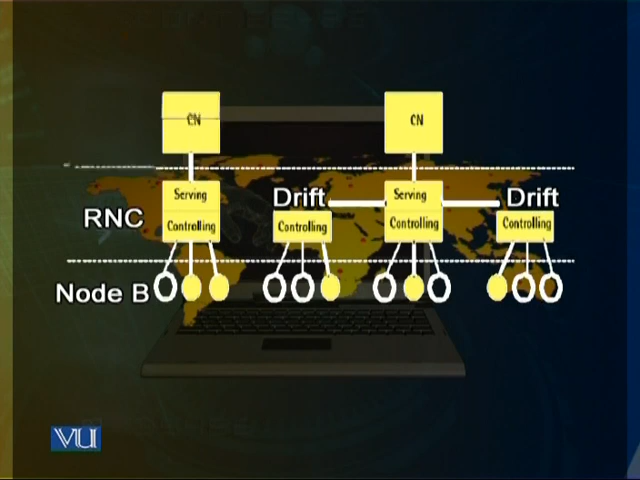 CN
CN
Serving
Drift
Serving
Drift
RNC
Controlling
Controlling
Controlling
Controlling
Node B
VU